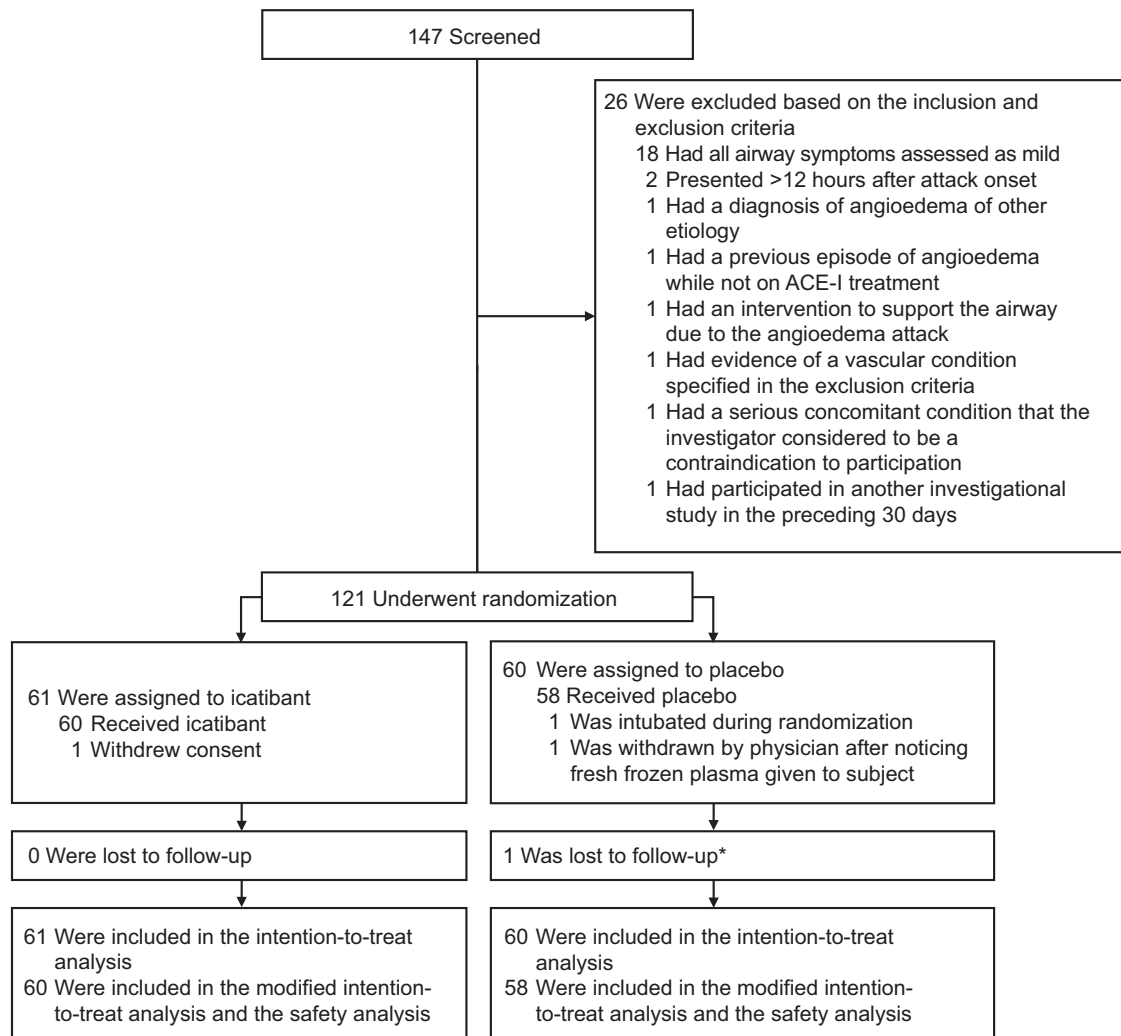 147 Screened
26 Were excluded based on the inclusion and
exclusion criteria
18 Had all airway symptoms assessed as mild
2 Presented >12 hours after attack onset
1 Had a diagnosis of angioedema of other
etiology
1 Had a previous episode of angioedema
while not on ACE-I treatment
1 Had an intervention to support the airway
due to the angioedema attack
1 Had evidence of a vascular condition
specified in the exclusion criteria
1 Had a serious concomitant condition that the
investigator considered to be a
contraindication to participation
1 Had participated in another investigational
study in the preceding 30 days
121 Underwent randomization
61 Were assigned to icatibant
60 Received icatibant
1 Withdrew consent
60 Were assigned to placebo
58 Received placebo
1 Was intubated during randomization
1 Was withdrawn by physician after noticing
fresh frozen plasma given to subject
0 Were lost to follow-up
1 Was lost to follow-up*
61 Were included in the intention-to-treat
analysis
60 Were included in the modified intention-
to-treat analysis and the safety analysis
60 Were included in the intention-to-treat
analysis
58 Were included in the modified intention-
to-treat analysis and the safety analysis